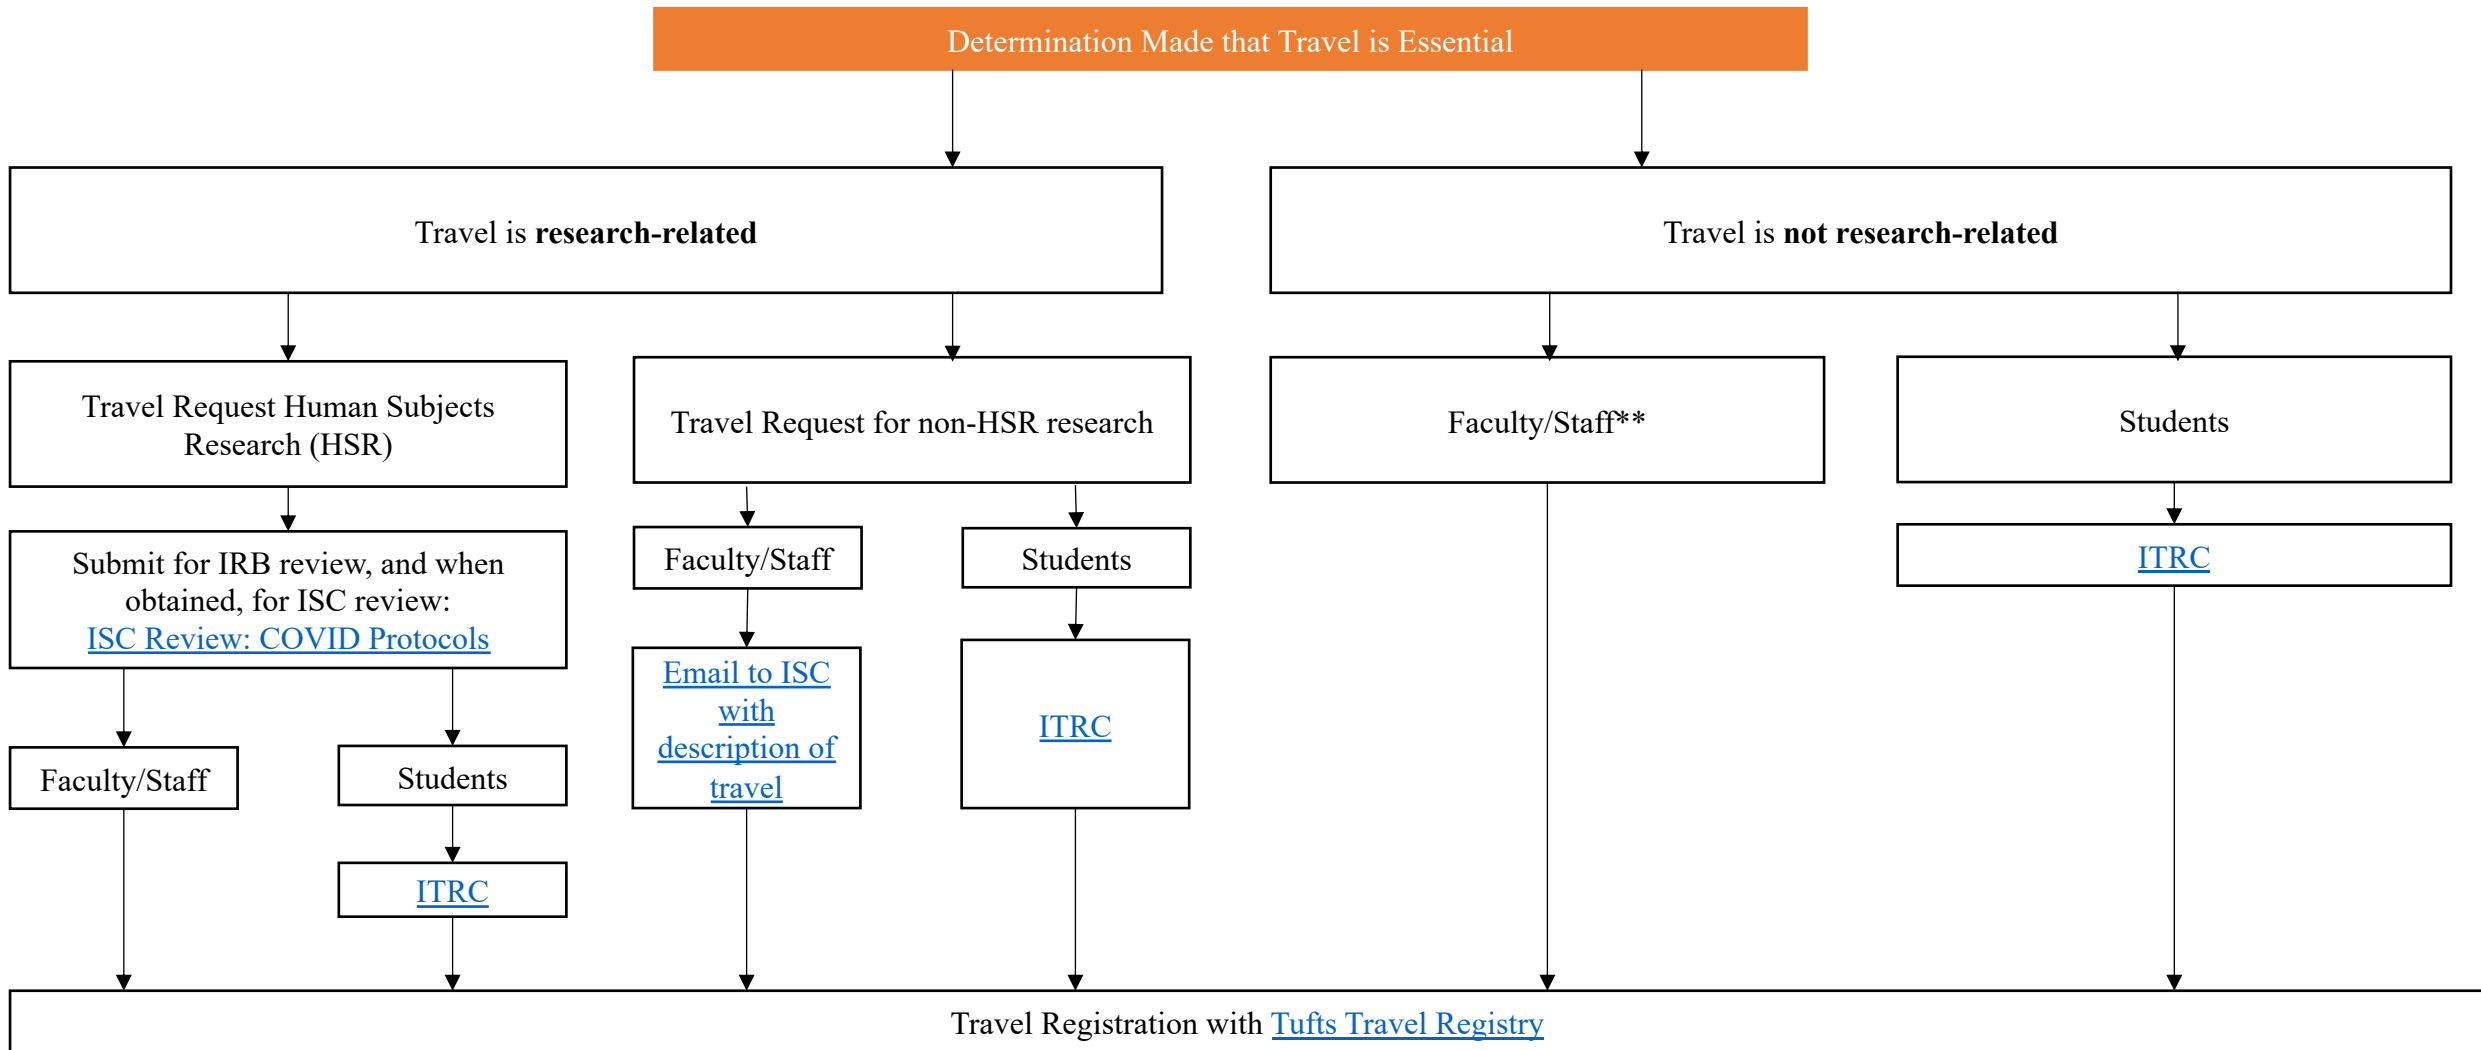 Determination Made that Travel is Essential
Travel is research-related
Travel is not research-related
Travel Request Human Subjects
Research (HSR)
Travel Request for non-HSR research
Faculty/Staff**
Students
Submit for IRB review, and when
obtained, for ISC review:
ISC Review: COVID Protocols
Faculty/Staff
Students
ITRC
Email to ISC
with
description of
travel
ITRC
Faculty/Staff
Students
ITRC
Travel Registration with Tufts Travel Registry